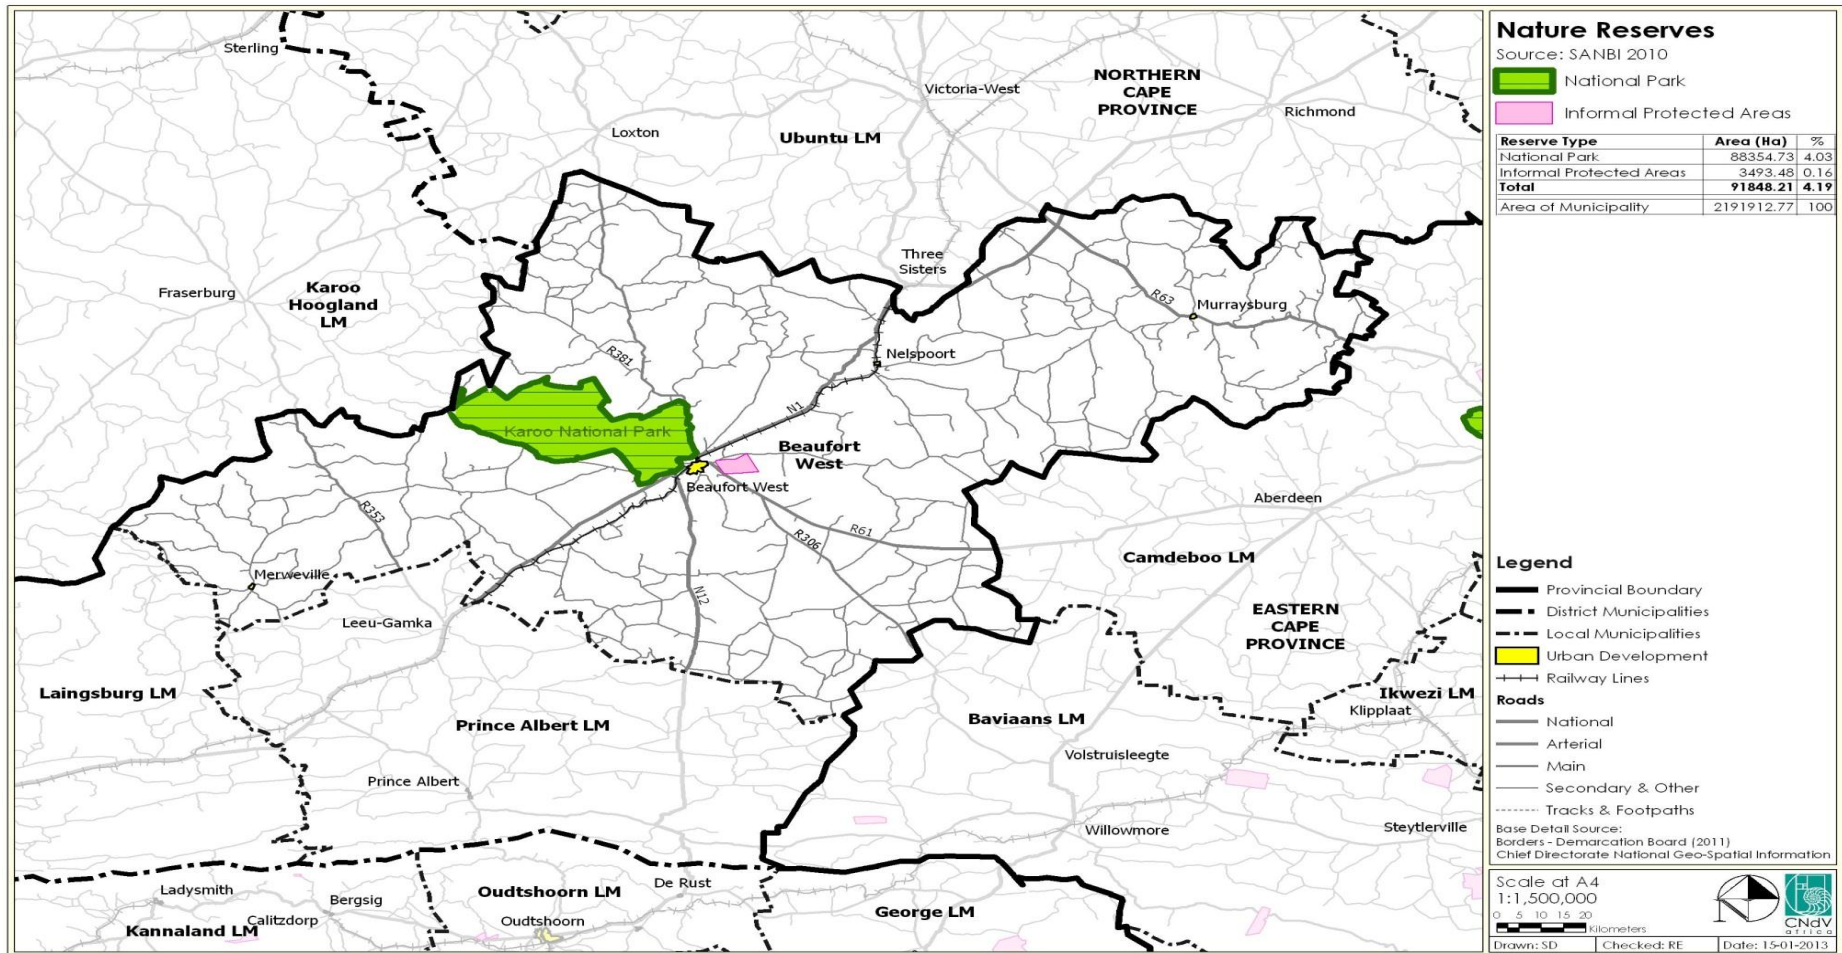 Sterling
Victoria-West
NORTHERN
CAPE
PROVINCE
Richmond
Loxton
Ubuntu LM
Three
Sisters
Fraserburg
Karoo
Hoogland
LM
R63
Murraysburg
R381
Nelspoort
N1
Karoo National Park
Beaufort
West
Beaufort West
Aberdeen
R353
R306
R61
Camdeboo LM
Merweville
N12
Leeu-Gamka
EASTERN
CAPE
PROVINCE
Laingsburg LM
Prince Albert LM
Baviaans LM
Ikwezi LM
Klipplaat
Volstruisleegte
Prince Albert
Willowmore
Steytlerville
Ladysmith
Bergsig
Oudtshoorn LM
De Rust
Calitzdorp
Oudtshoorn
Kannaland LM
George LM
Nature Reserves
Source: SANBI 2010
National Park
Informal Protected Areas
Reserve Type Area (Ha) %
National Park 88354.73 4.03
Informal Protected Areas 3493.48 0.16
Total 91848.21 4.19
Area of Municipality 2191912.77 100
Legend
Provincial Boundary
District Municipalities
Local Municipalities
Urban Development
Railway Lines
Roads
National
Arterial
Main
Secondary & Other
Tracks & Footpaths
Base Detail Source:
Borders - Demarcation Board (2011)
Chief Directorate National Geo-Spatial Information
Scale at A4
1:1,500,000
0 5 10 15 20
Kilometers
CNdV
africa
Drawn: SD Checked: RE Date: 15-01-2013